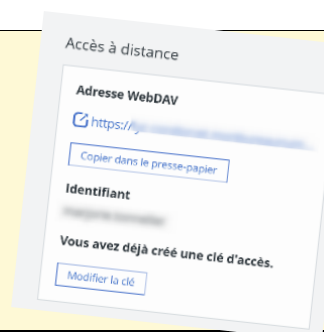 Accès à distance
Adresse WebDAV
https://
Copier dans le presse-papier
Identifiant
Vous avez déjà créé une clé d'accès.
Modifier la clé